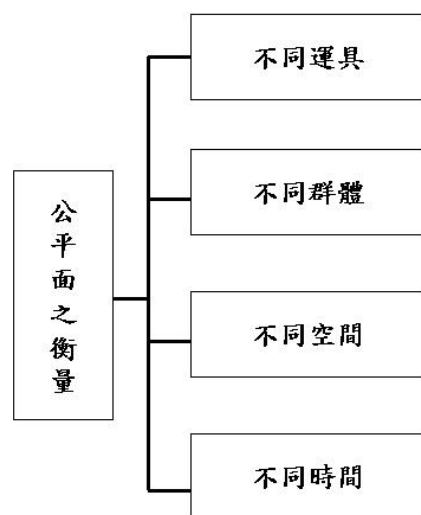 公平面之衡量
不同運具
不同群體
不同空間
不同時間